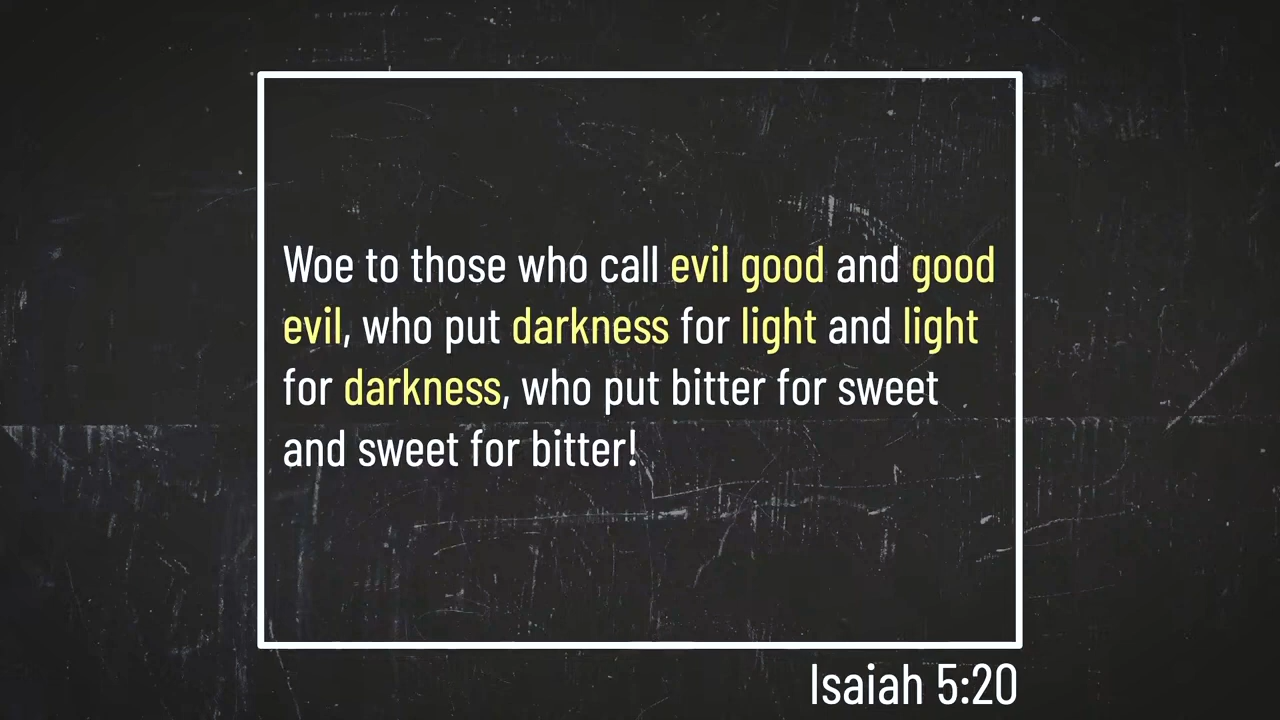 Woe to those who call evil good and good
evil, who put darkness for light and light
for darkness, who put bitter for sweet
and sweet for bitter!
Isaiah 5:20